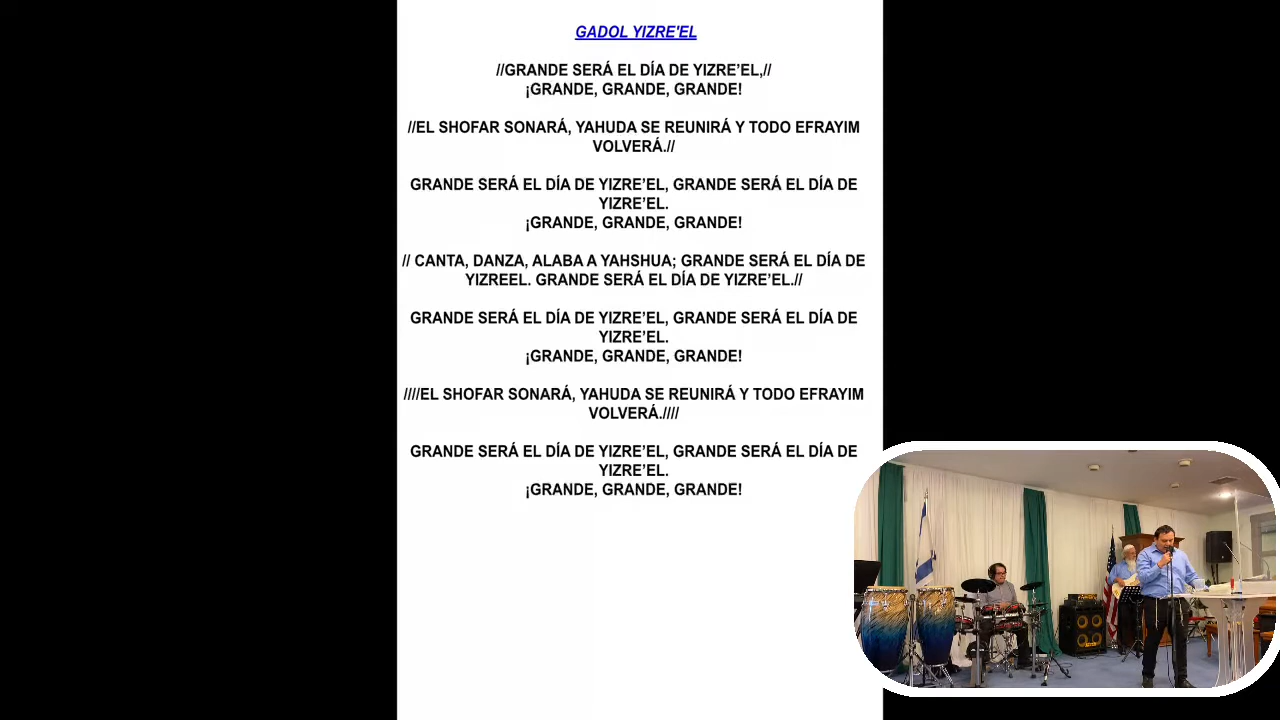 GADOL YIZRE'EL
//GRANDE SERÁ EL DÍA DE YIZRE’EL,//
¡GRANDE, GRANDE, GRANDE!
//EL SHOFAR SONARÁ, YAHUDA SE REUNIRÁ Y TODO EFRAYIM
VOLVERÁ.//
GRANDE SERÁ EL DÍA DE YIZRE’EL, GRANDE SERÁ EL DÍA DE
YIZRE’EL.
¡GRANDE, GRANDE, GRANDE!
// CANTA, DANZA, ALABA A YAHSHUA; GRANDE SERÁ EL DÍA DE
YIZREEL. GRANDE SERÁ EL DÍA DE YIZRE’EL.//
GRANDE SERÁ EL DÍA DE YIZRE’EL, GRANDE SERÁ EL DÍA DE
YIZRE’EL.
¡GRANDE, GRANDE, GRANDE!
////EL SHOFAR SONARÁ, YAHUDA SE REUNIRÁ Y TODO EFRAYIM
VOLVERÁ.////
GRANDE SERÁ EL DÍA DE YIZRE’EL, GRANDE SERÁ EL DÍA DE
YIZRE’EL.
¡GRANDE, GRANDE, GRANDE!